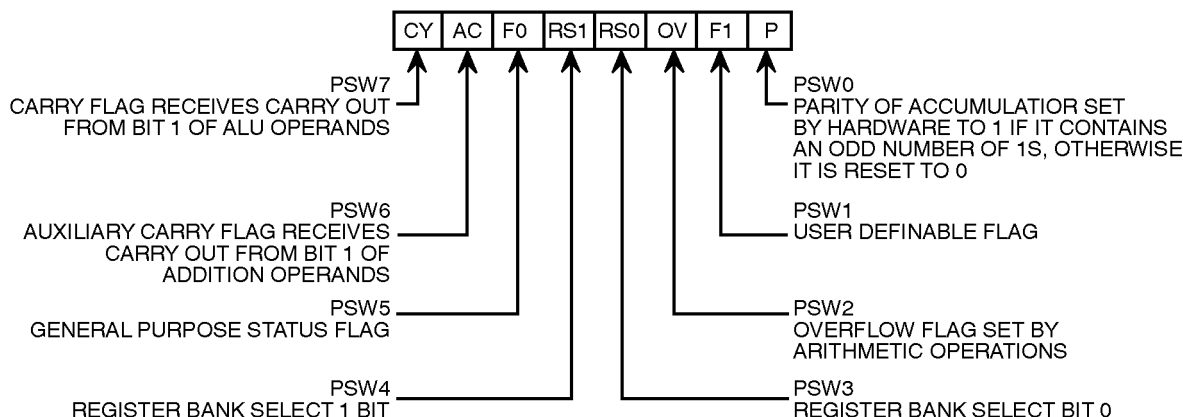 CY AC F0 RS1 RS0 OV F1 P
PSW7
CARRY FLAG RECEIVES CARRY OUT
FROM BIT 1 OF ALU OPERANDS
PSW6
AUXILIARY CARRY FLAG RECEIVES
CARRY OUT FROM BIT 1 OF
ADDITION OPERANDS
PSW5
GENERAL PURPOSE STATUS FLAG
PSW4
REGISTER BANK SELECT 1 BIT
PSW0
PARITY OF ACCUMULATIOR SET
BY HARDWARE TO 1 IF IT CONTAINS
AN ODD NUMBER OF 1S, OTHERWISE
IT IS RESET TO 0
PSW1
USER DEFINABLE FLAG
PSW2
OVERFLOW FLAG SET BY
ARITHMETIC OPERATIONS
PSW3
REGISTER BANK SELECT BIT 0